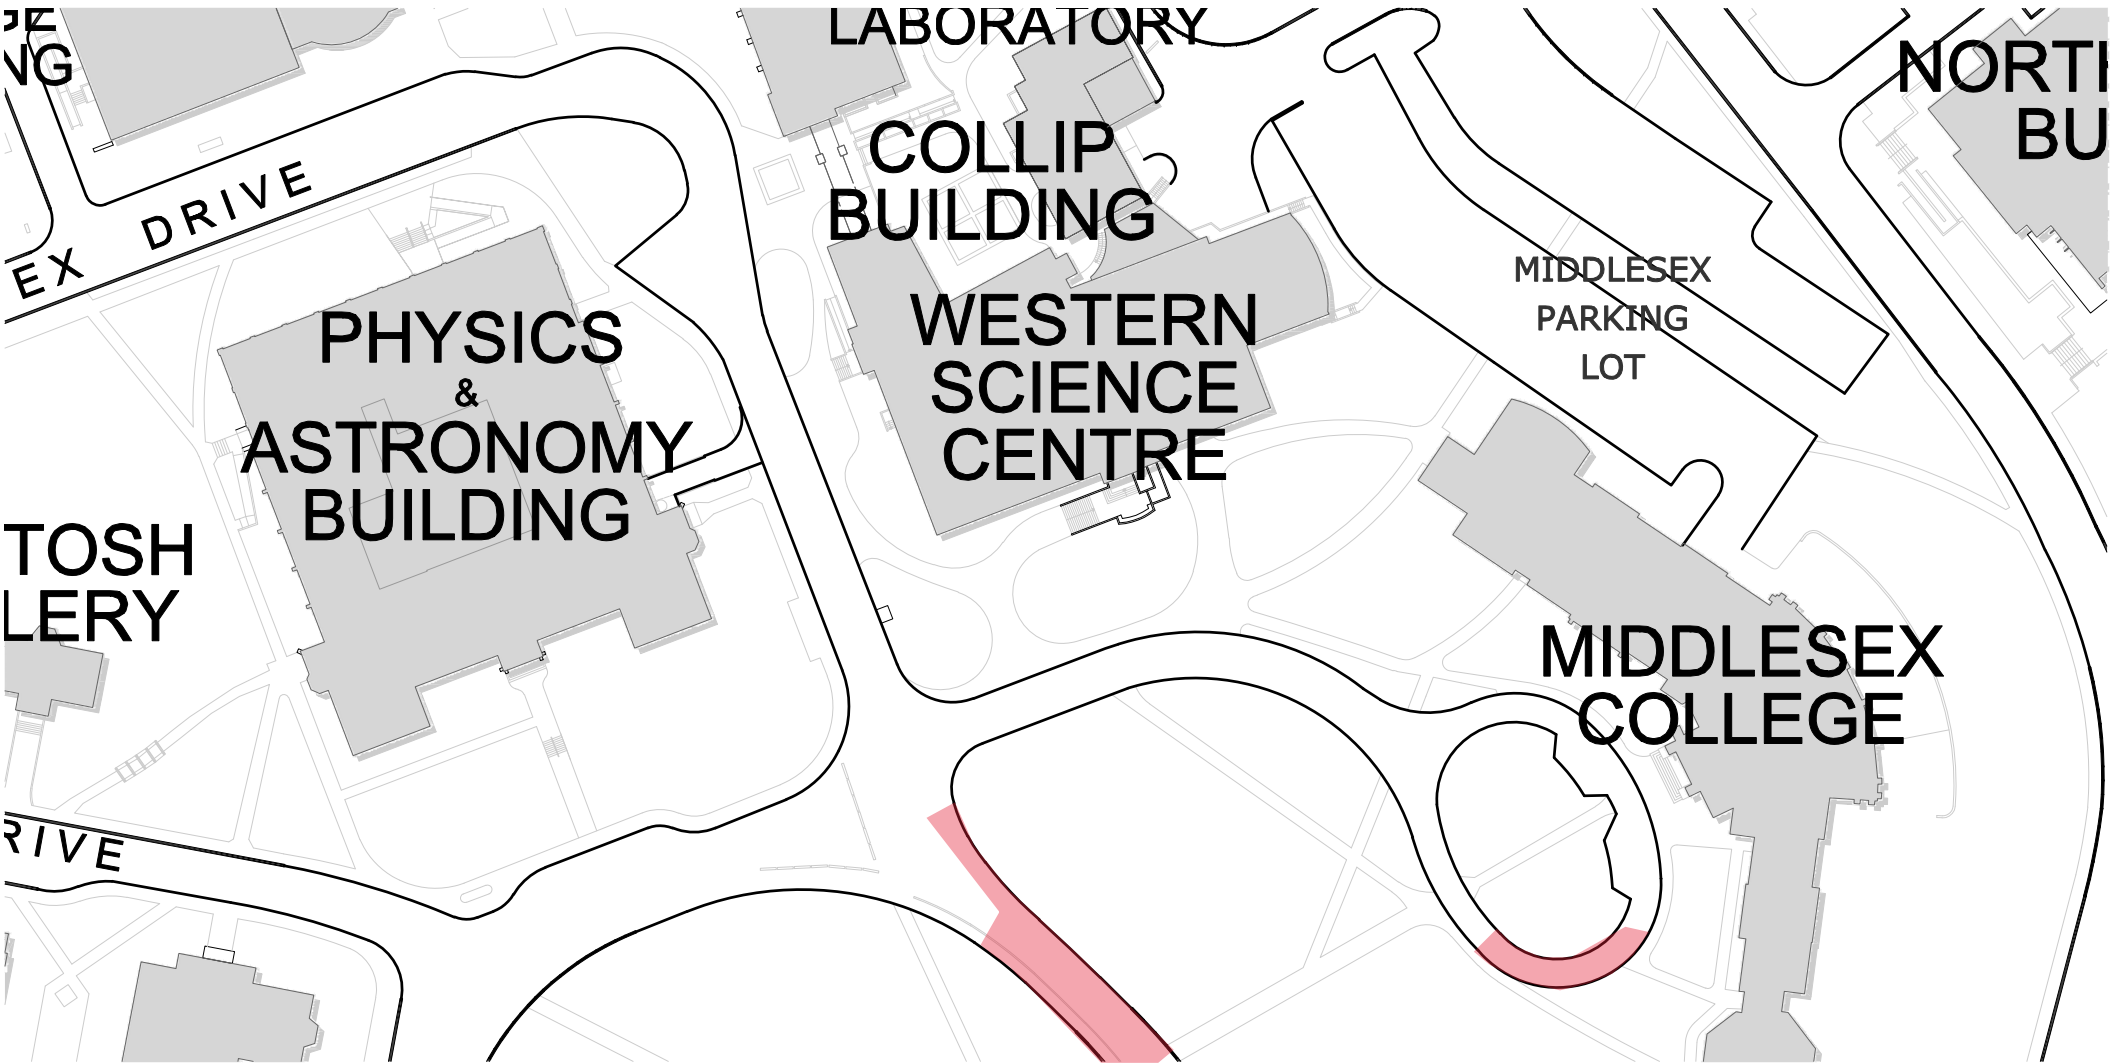 NG
LABORATORY
COLLIP
BUILDING
EX DRIVE
PHYSICS
&
ASTRONOMY
BUILDING
WESTERN
SCIENCE
CENTRE
MIDDLESEX
PARKING
LOT
NORTH
BU
TOSH
LERY
MIDDLESEX
COLLEGE
RIVE